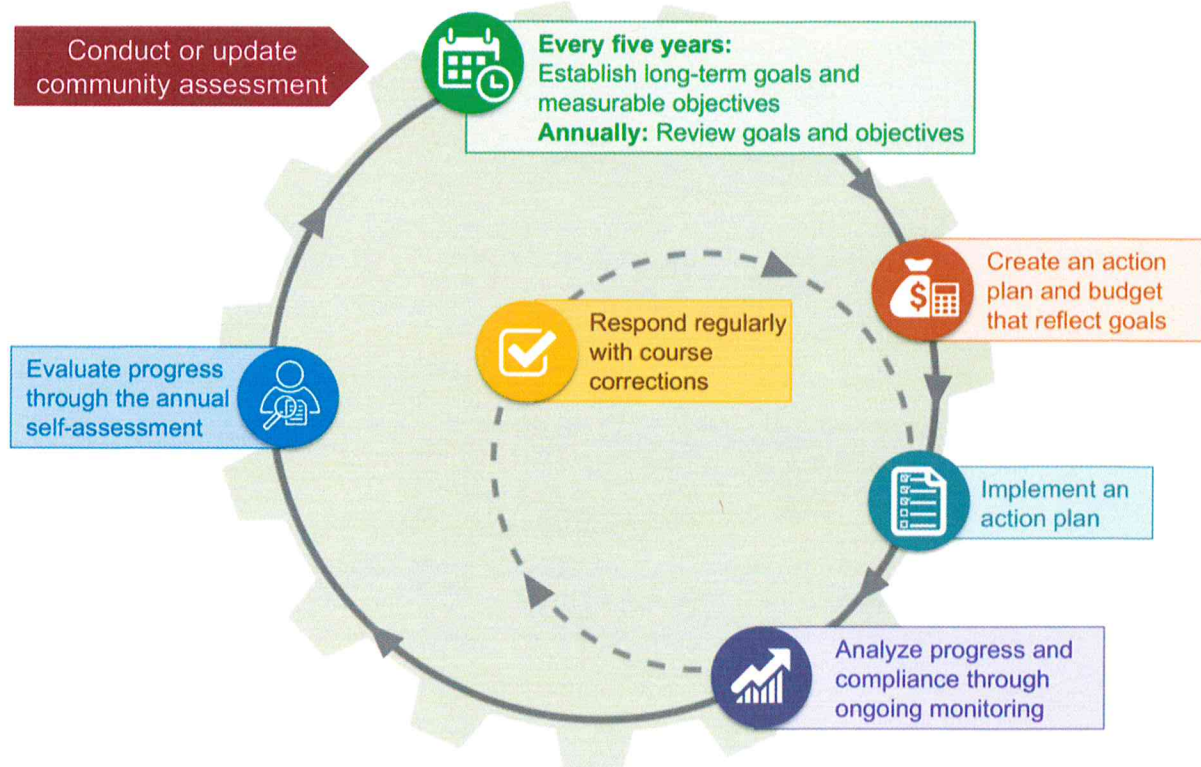 Conduct or update
community assessment
Every five years:
Establish long-term goals and
measurable objectives
Annually: Review goals and objectives
Create an action
plan and budget
that reflect goals
$
Respond regularly
with course
corrections
Evaluate progress
through the annual
self-assessment
Implement an
action plan
Analyze progress and
compliance through
ongoing monitoring